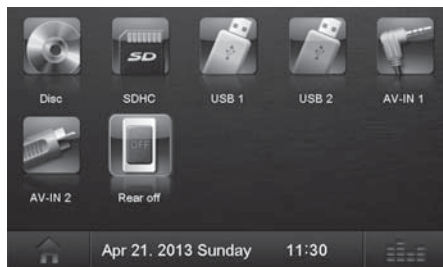 SD
Disc SDHC USB 1 USB 2 AV-IN 1
OFF
AV-IN 2 Rear off
Apr 21. 2013 Sunday 11:30